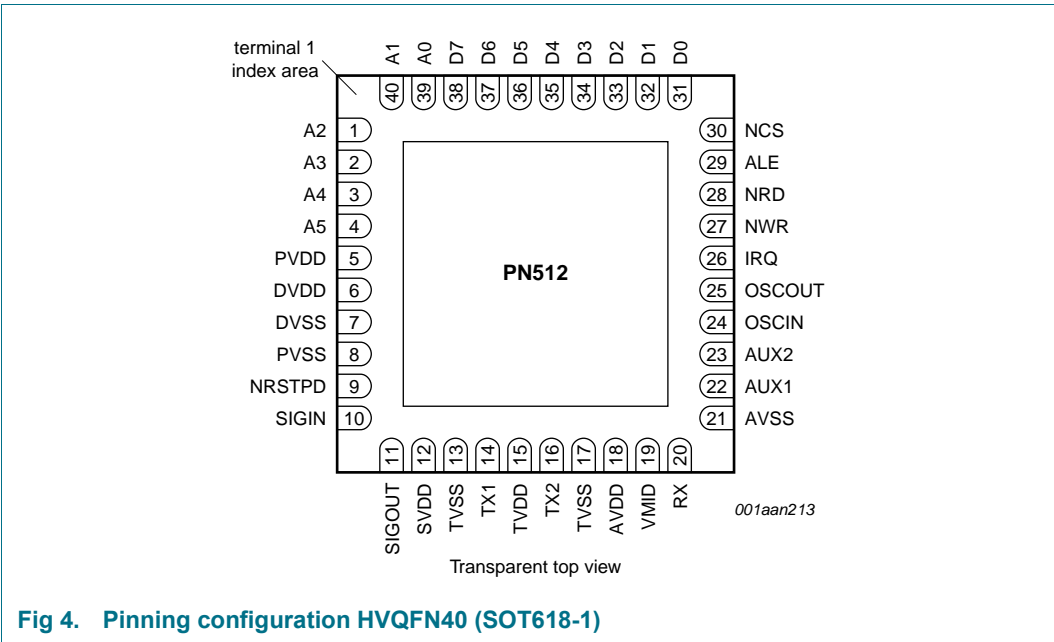 terminal 1
index area
A1 A0 D7 D6 D5 D4 D3 D2 D1 D0
40 39 38 37 36 35 34 33 32 31
A2 1
A3 2
A4 3
A5 4
PVDD 5
DVDD 6
DVSS 7
PVSS 8
NRSTPD 9
SIGIN 10
PN512
30 NCS
29 ALE
28 NRD
27 NWR
26 IRQ
25 OSCOUT
24 OSCIN
23 AUX2
22 AUX1
21 AVSS
11 12 13 14 15 16 17 18 19 20
SIGOUT SVDD TVSS TX1 TVDD TX2 TVSS AVDD VMID RX
001aan213
Transparent top view
Fig 4. Pinning configuration HVQFN40 (SOT618-1)